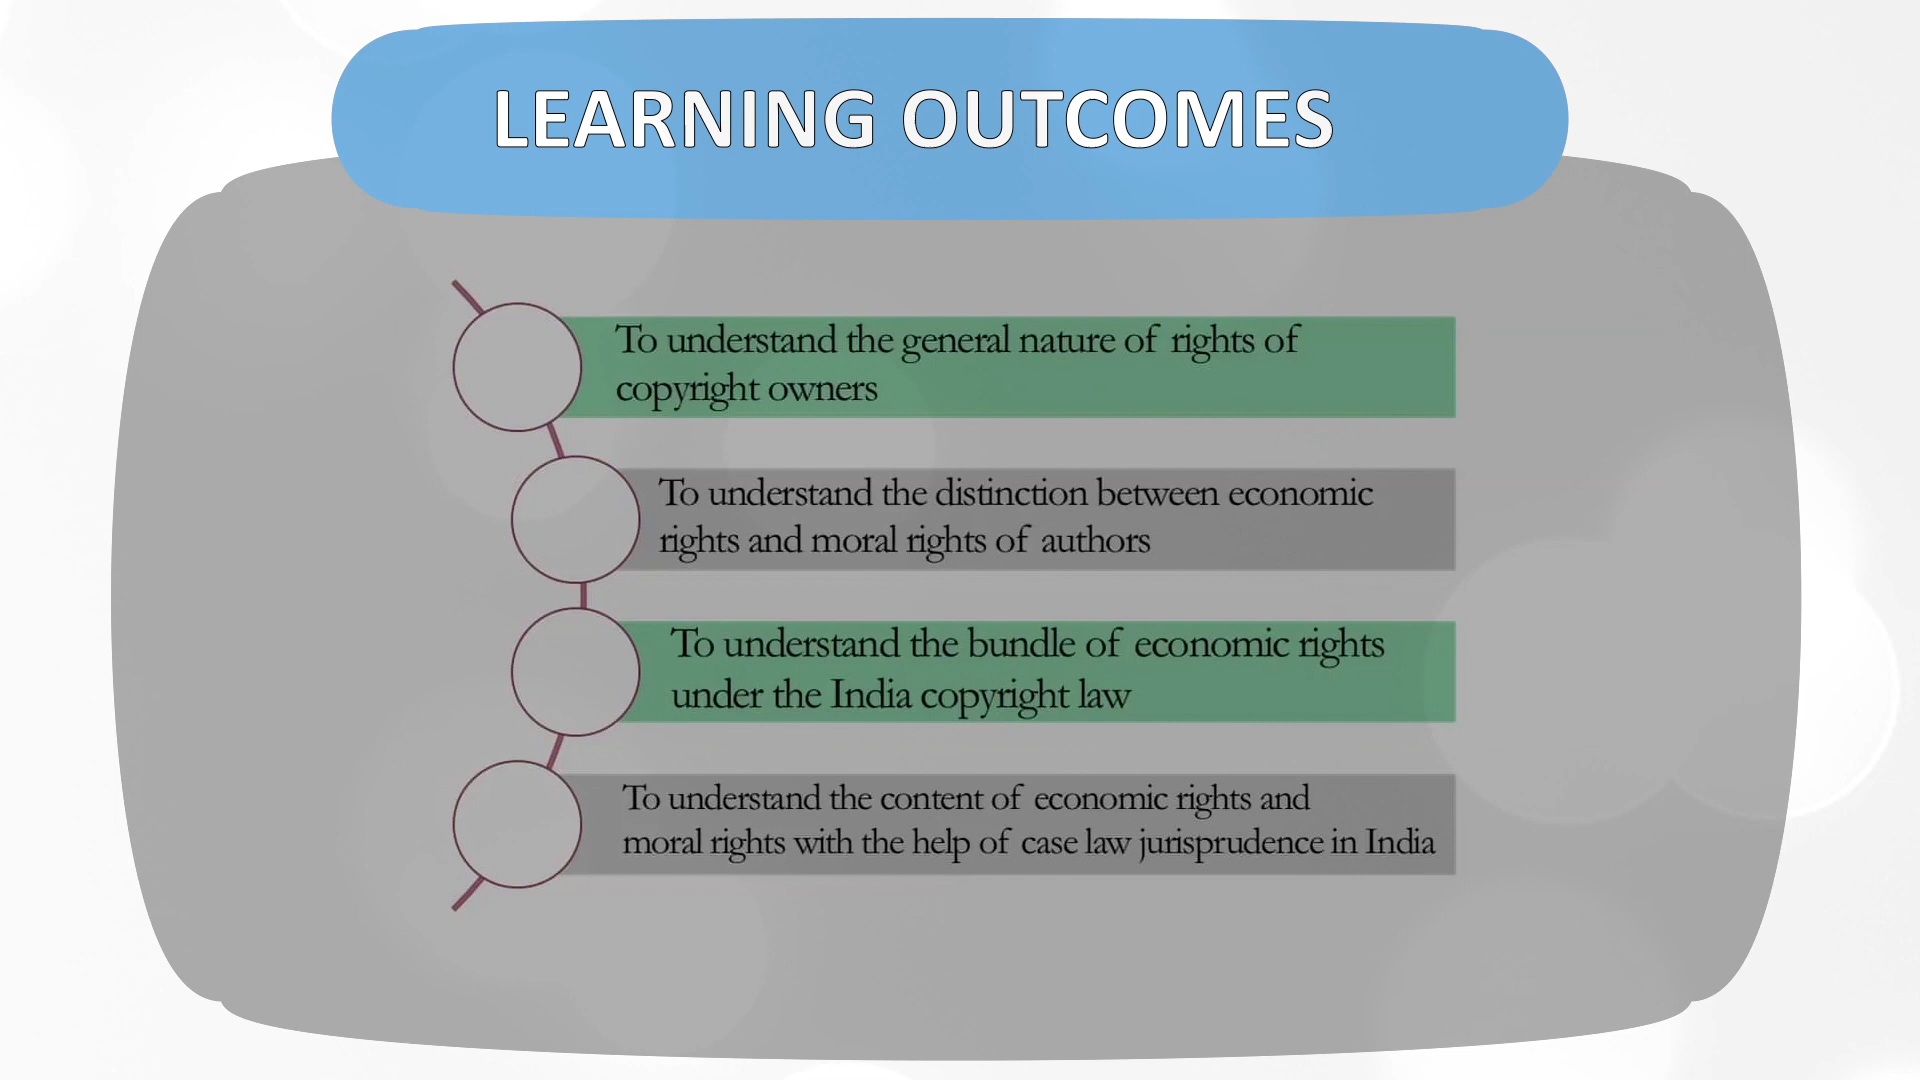 LEARNING OUTCOMES
To understand the general nature of rights of
copyright owners
To understand the distinction between economic
rights and moral rights of authors
To understand the bundle of economic rights
under the India copyright law
To understand the content of economic rights and
moral rights with the help of case law jurisprudence in India